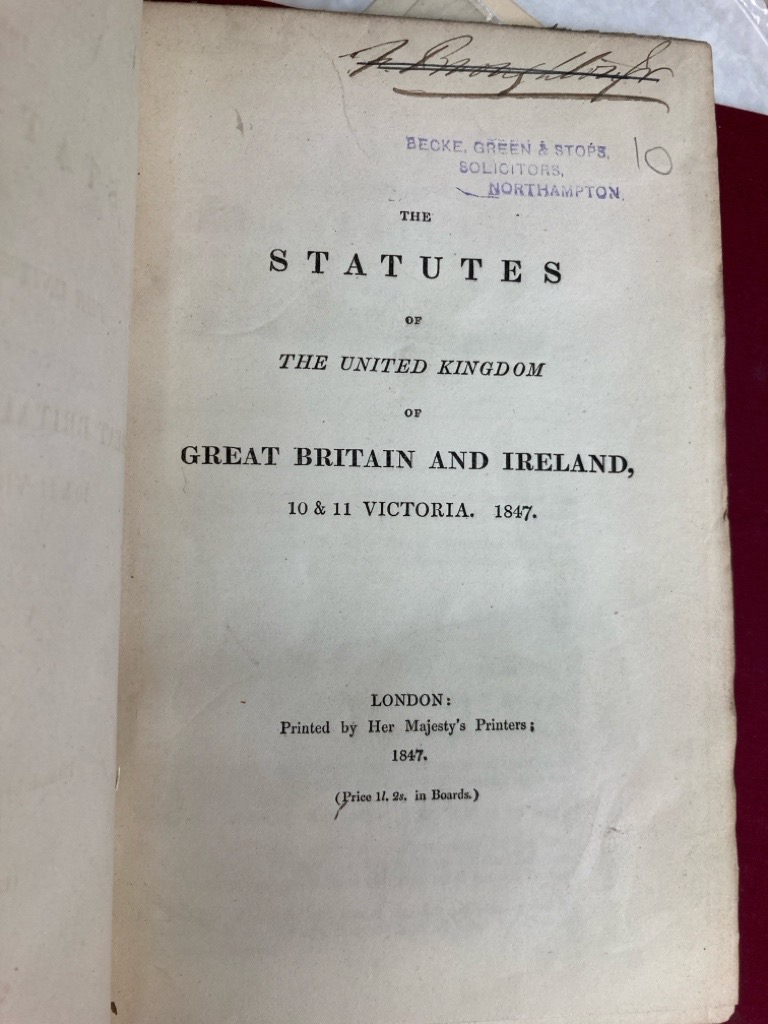 BECKE, GREEN & STOPS,
SOLICITORS,
NORTHAMPTON.
10
THE
STATUTES
OF
THE UNITED KINGDOM
OF
GREAT BRITAIN AND IRELAND,
10 & 11 VICTORIA. 1847.
LONDON:
Printed by Her Majesty's Printers;
1847.
(Price 1l. 2s. in Boards.)